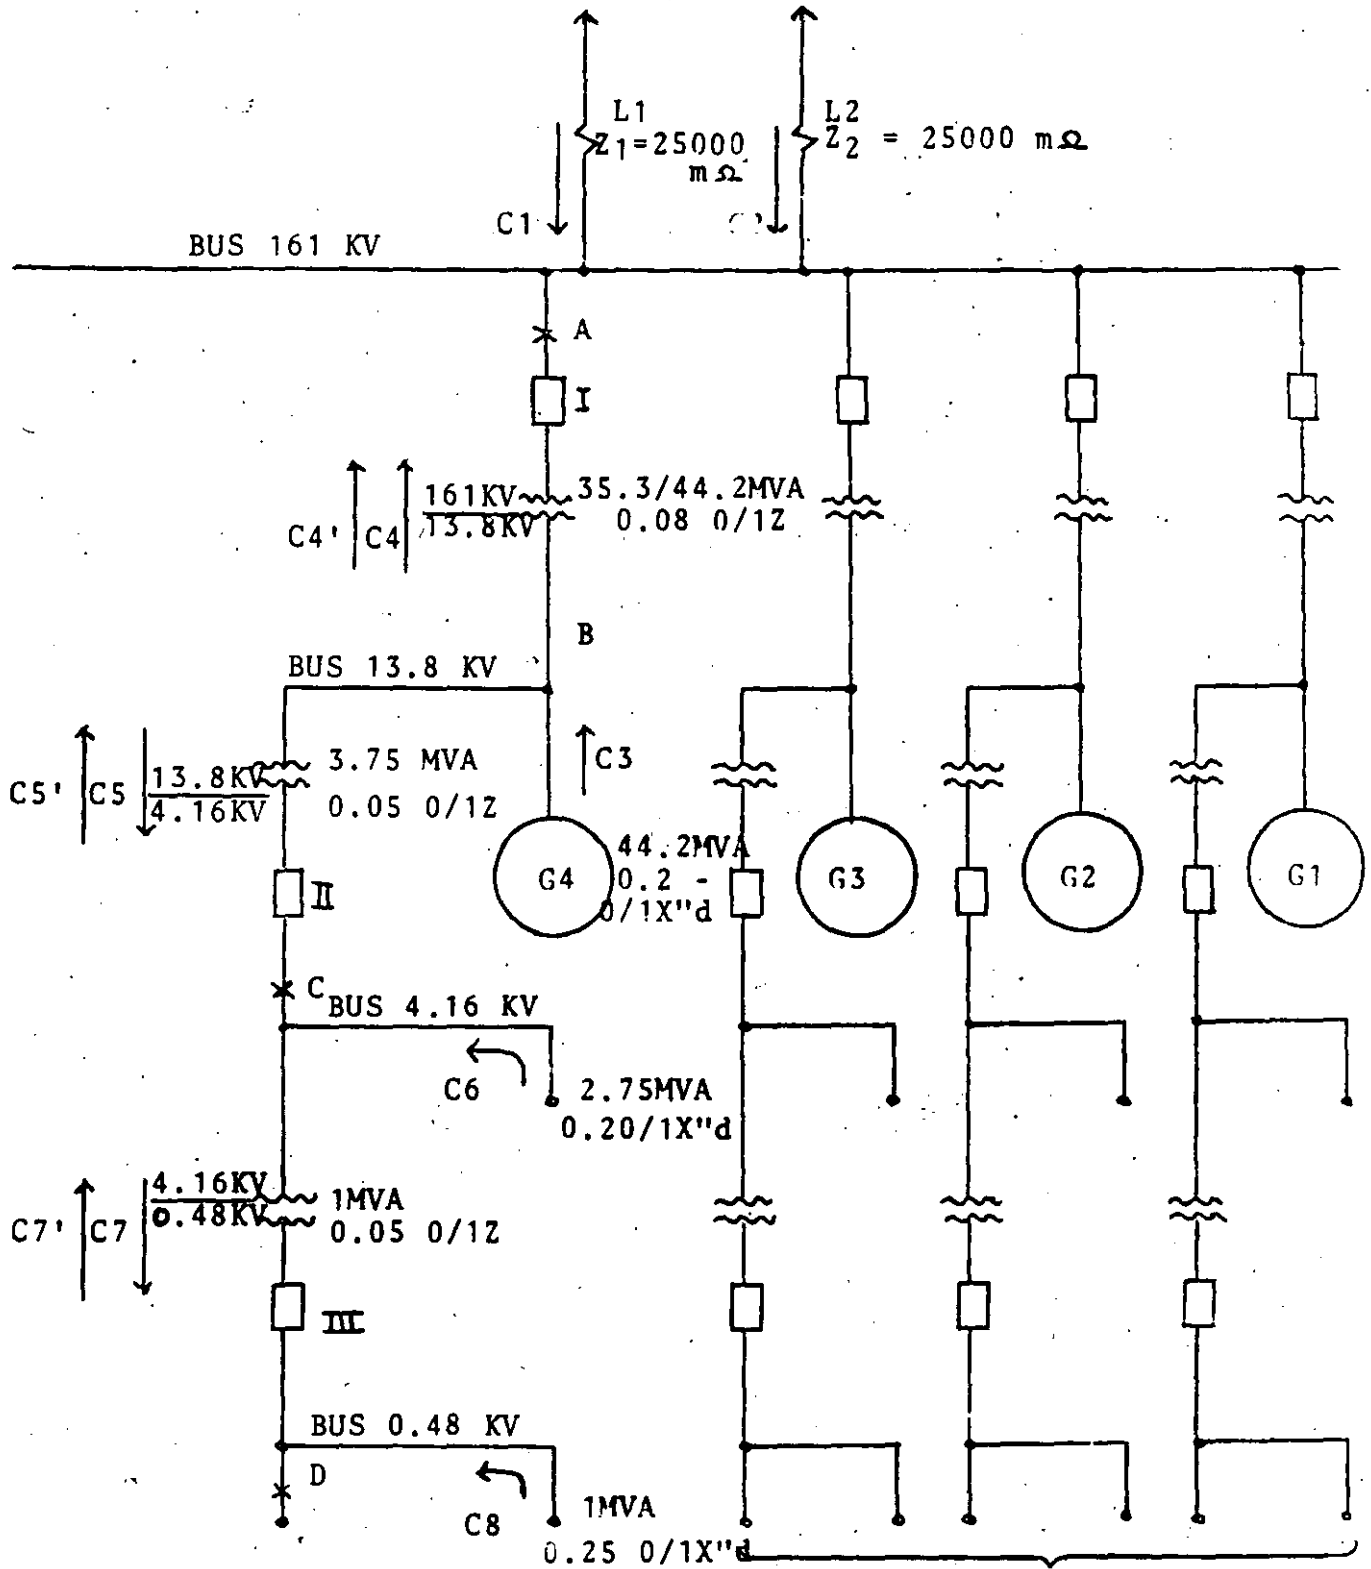 L1
Z1=25000
mΩ
L2
Z2 = 25000 mΩ
C1
BUS 161 KV
A
I
C4' C4
161KV
13.8KV
35.3/44.2MVA
0.08 0/1Z
B
BUS 13.8 KV
C5' C5
13.8KV
4.16KV
3.75 MVA
0.05 0/1Z
C3
G4
44.2MVA
0.2 -
0/1X"d
G3
G2
G1
II
C
BUS 4.16 KV
C6
2.75MVA
0.20/1X"d
C7' C7
4.16KV
0.48KV
1MVA
0.05 0/1Z
III
BUS 0.48 KV
D
C8
1MVA
0.25 0/1X"d